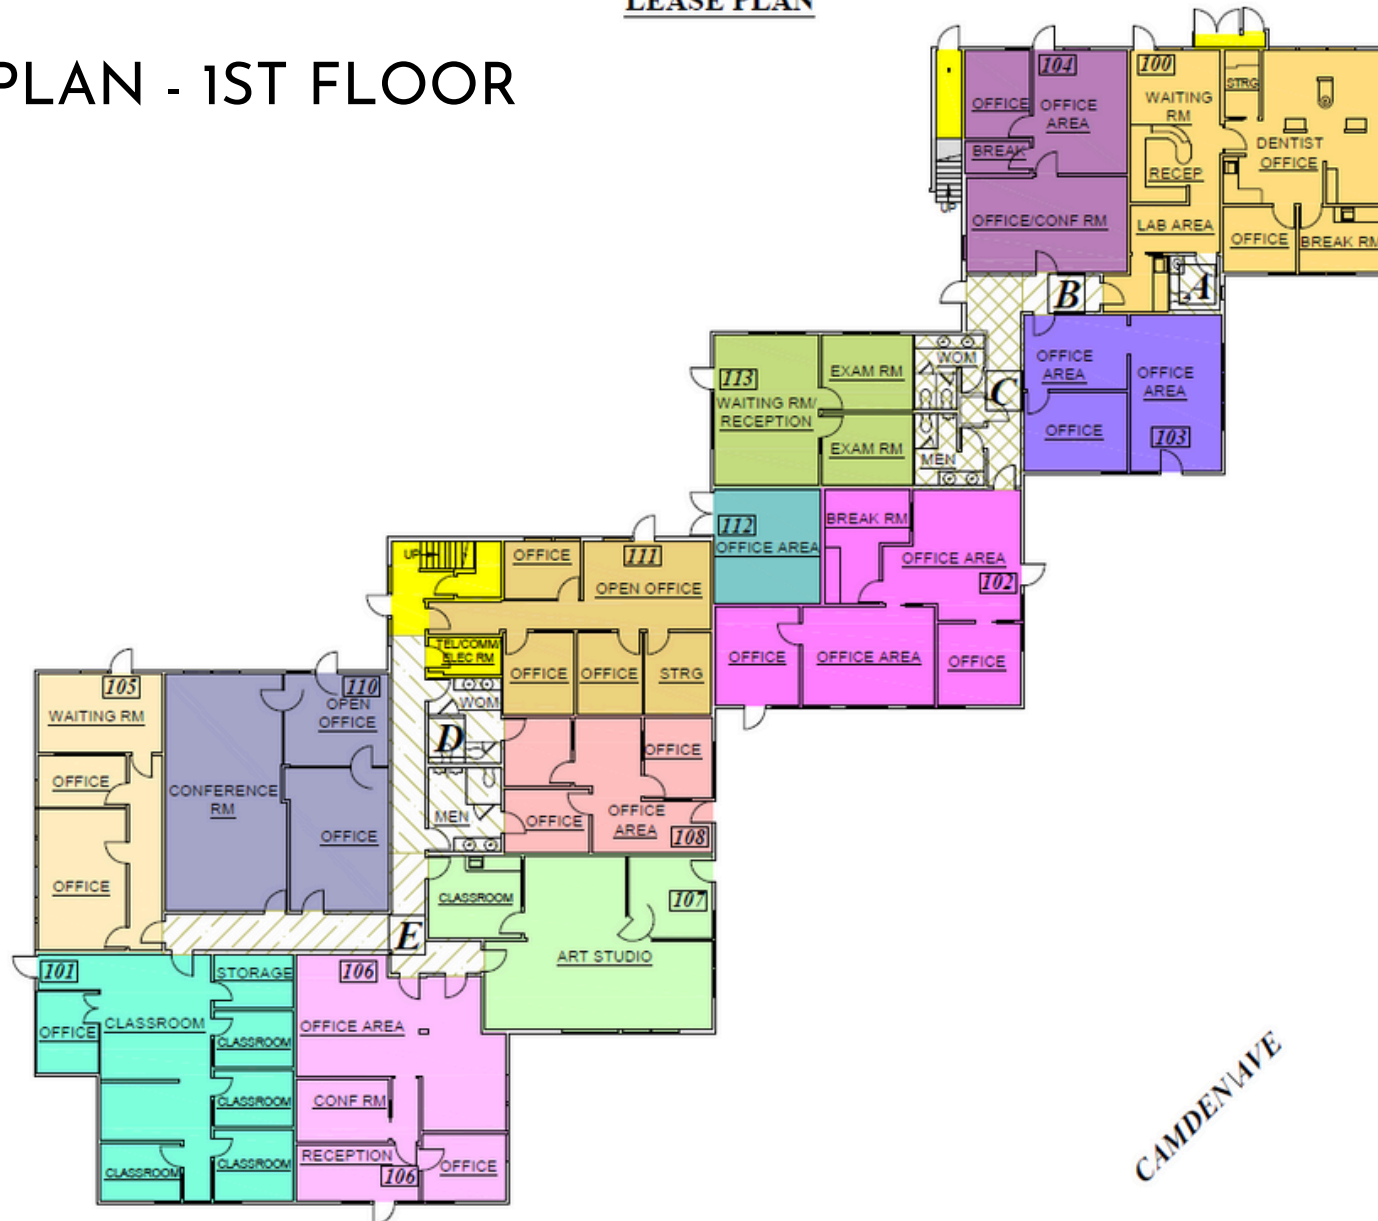 LEASE PLAN
PLAN - 1ST FLOOR
104
OFFICE
OFFICE
AREA
BREAK
OFFICE/CONF RM
UP
100
WAITING
RM
RECEP
LAB AREA
STRG
DENTIST
OFFICE
OFFICE
BREAK RM
A
B
C
OFFICE
AREA
OFFICE
AREA
OFFICE
103
113
WAITING RM/
RECEPTION
EXAM RM
EXAM RM
WOM
MEN
112
OFFICE AREA
BREAK RM
OFFICE AREA
102
OFFICE
OFFICE AREA
OFFICE
UP
OFFICE
111
OPEN OFFICE
TEL/COMM/
ELEC RM
OFFICE
OFFICE
STRG
WOM
D
MEN
OFFICE
OFFICE
OFFICE
AREA
108
105
WAITING RM
OFFICE
OFFICE
110
OPEN
OFFICE
CONFERENCE
RM
OFFICE
CLASSROOM
107
ART STUDIO
E
101
STORAGE
OFFICE
CLASSROOM
CLASSROOM
CLASSROOM
CLASSROOM
CLASSROOM
106
OFFICE AREA
CONF RM
RECEPTION
106
OFFICE
CAMDEN AVE